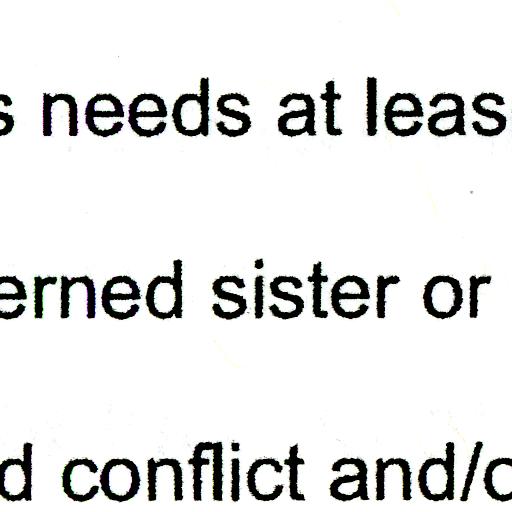 s needs at leas
erned sister or
d conflict and/o